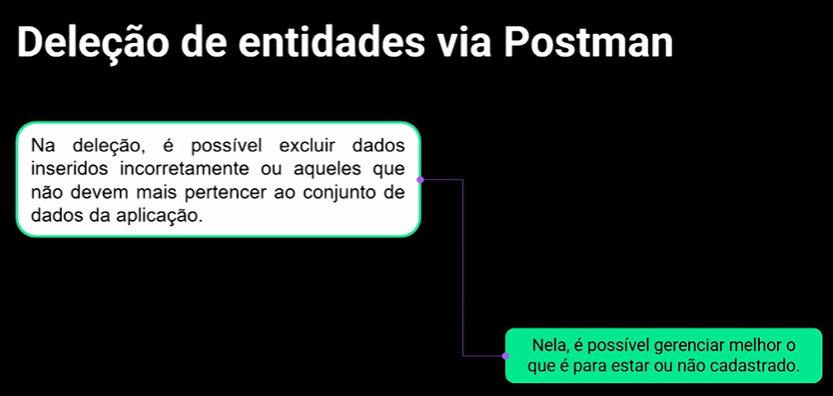 Deleção de entidades via Postman
Na deleção, é possível excluir dados
inseridos incorretamente ou aqueles que
não devem mais pertencer ao conjunto de
dados da aplicação.
Nela, é possível gerenciar melhor o
que é para estar ou não cadastrado.